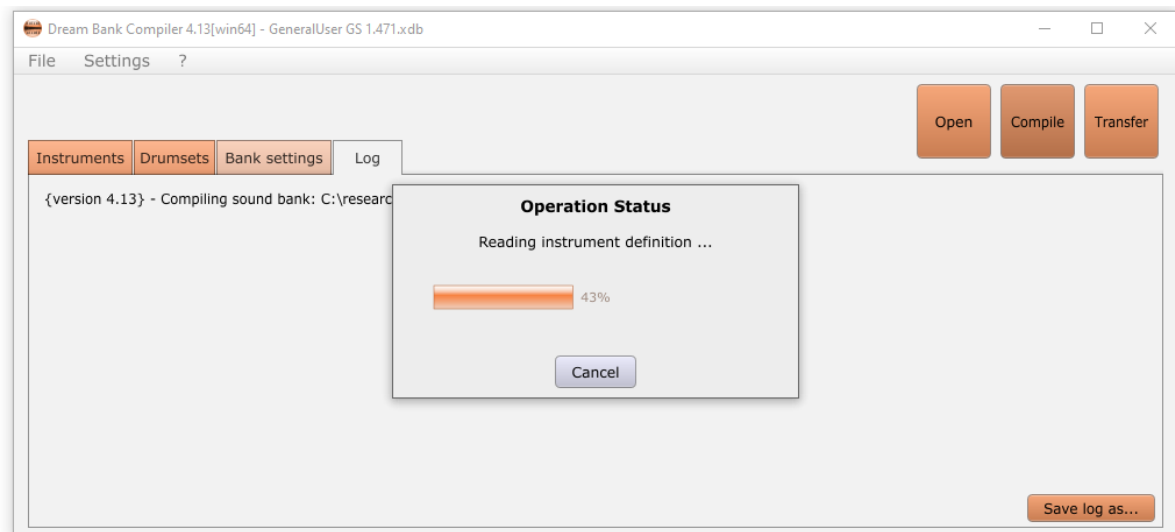 Dream Bank Compiler 4.13[win64] - GeneralUser GS 1.471.xdb
File Settings ?
Open Compile Transfer
Instruments Drumsets Bank settings Log
{version 4.13} - Compiling sound bank: C:\researc
Operation Status
Reading instrument definition ...
43%
Cancel
Save log as...